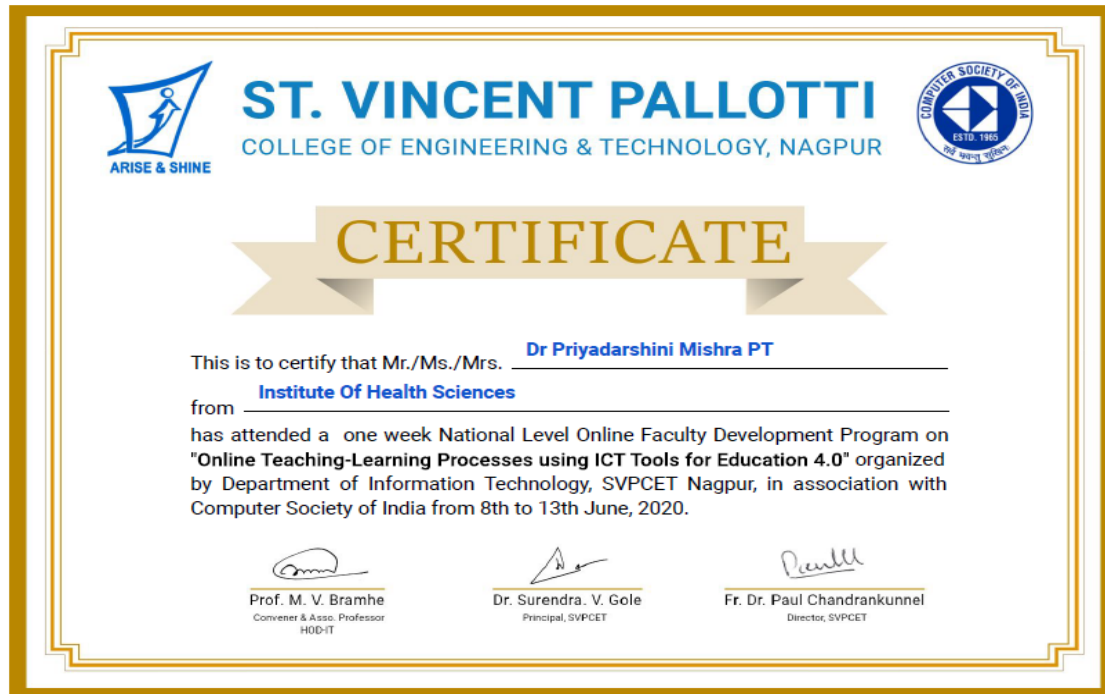 ST. VINCENT PALLOTTI
COLLEGE OF ENGINEERING & TECHNOLOGY, NAGPUR
ARISE & SHINE
COMPUTER SOCIETY OF INDIA
ESTD. 1965
सर्वे भवन्तु सुखिनः
CERTIFICATE
This is to certify that Mr./Ms./Mrs. Dr Priyadarshini Mishra PT
from Institute Of Health Sciences
has attended a one week National Level Online Faculty Development Program on
"Online Teaching-Learning Processes using ICT Tools for Education 4.0" organized
by Department of Information Technology, SVPCET Nagpur, in association with
Computer Society of India from 8th to 13th June, 2020.
Prof. M. V. Bramhe
Convener & Asso. Professor
HOD-IT
Dr. Surendra. V. Gole
Principal, SVPCET
Fr. Dr. Paul Chandrankunnel
Director, SVPCET